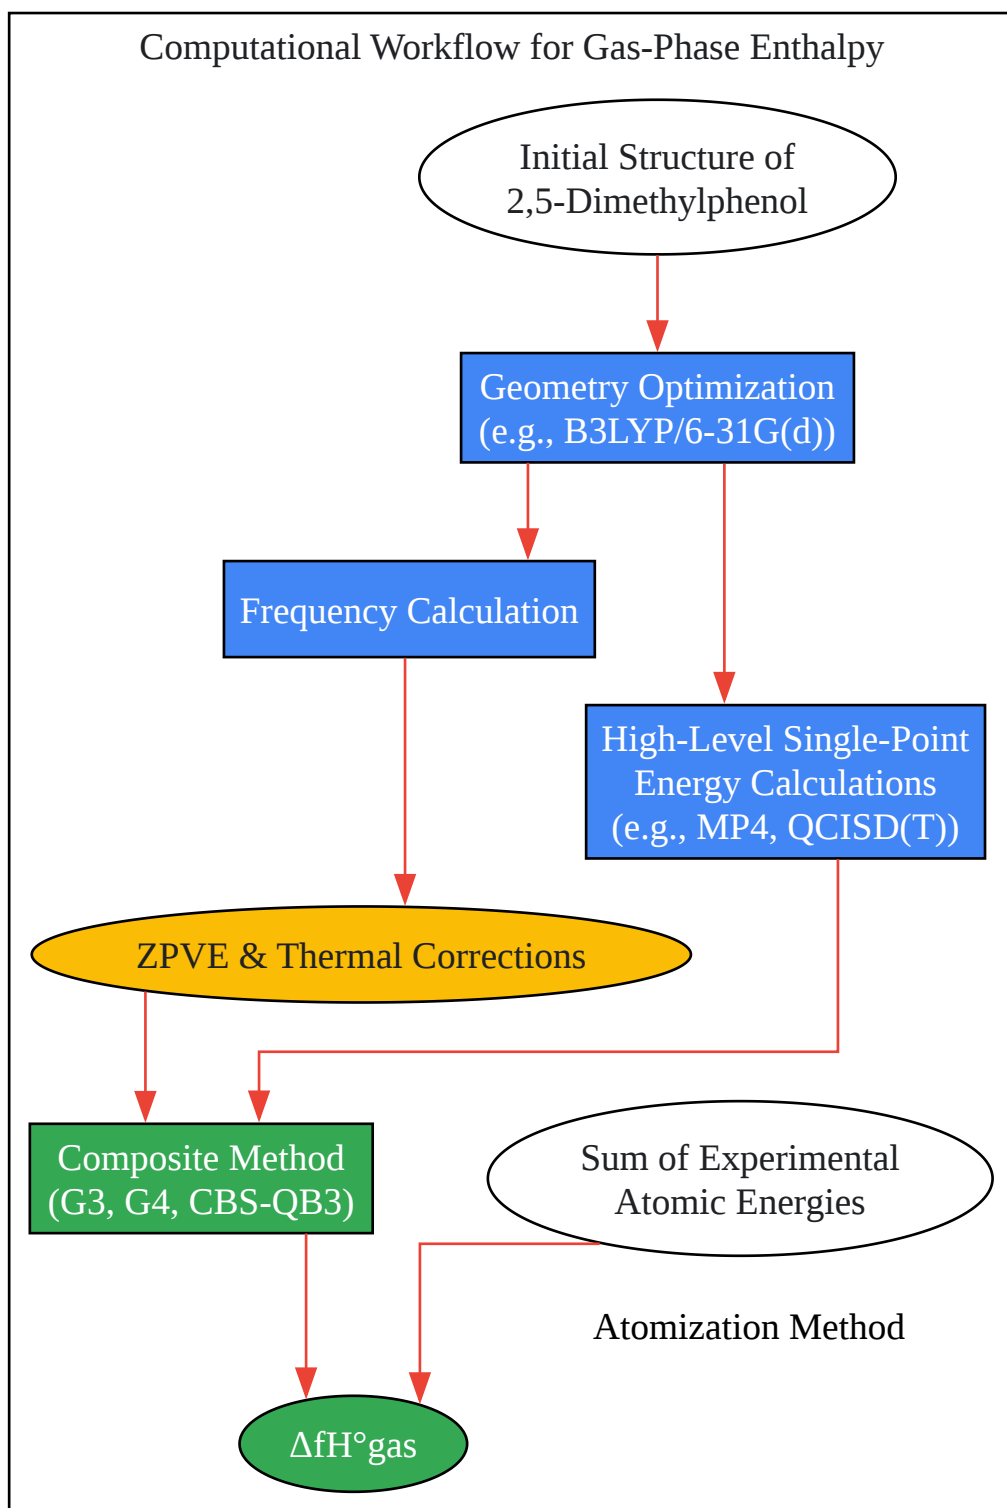 Computational Workflow for Gas-Phase Enthalpy
Initial Structure of
2,5-Dimethylphenol
Geometry Optimization
(e.g., B3LYP/6-31G(d))
Frequency Calculation
High-Level Single-Point
Energy Calculations
(e.g., MP4, QCISD(T))
ZPVE & Thermal Corrections
Composite Method
(G3, G4, CBS-QB3)
Sum of Experimental
Atomic Energies
Atomization Method
ΔfH°gas